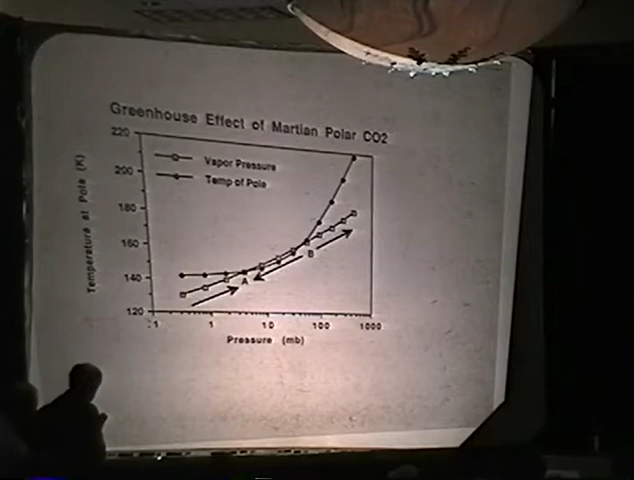 Greenhouse Effect of Martian Polar CO2
220
200
180
160
140
120
Temperature at Pole (K)
Vapor Pressure
Temp of Pole
A
B
.1
1
10
100
1000
Pressure (mb)